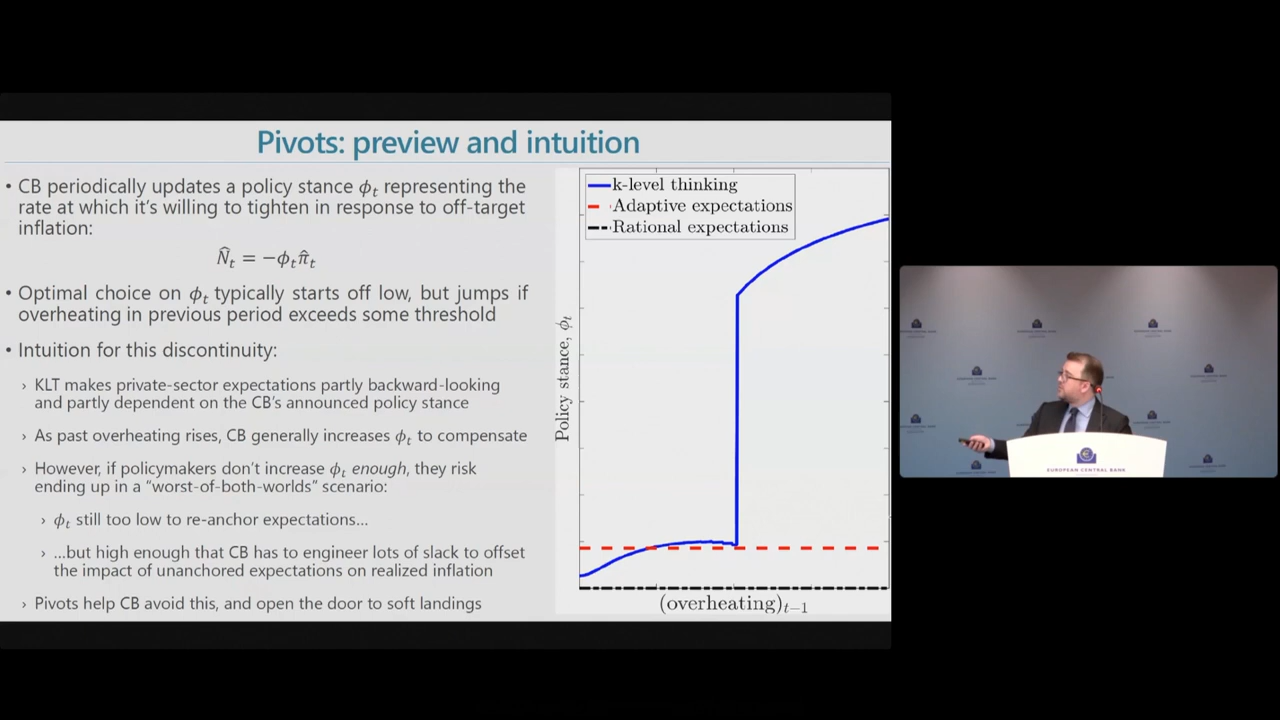 Pivots: preview and intuition
• CB periodically updates a policy stance ϕt representing the
rate at which it's willing to tighten in response to off-target
inflation:
N̂t = −ϕtπ̂t
• Optimal choice on ϕt typically starts off low, but jumps if
overheating in previous period exceeds some threshold
• Intuition for this discontinuity:
› KLT makes private-sector expectations partly backward-looking
and partly dependent on the CB's announced policy stance
› As past overheating rises, CB generally increases ϕt to compensate
› However, if policymakers don't increase ϕt enough, they risk
ending up in a “worst-of-both-worlds” scenario:
› ϕt still too low to re-anchor expectations…
› …but high enough that CB has to engineer lots of slack to offset
the impact of unanchored expectations on realized inflation
› Pivots help CB avoid this, and open the door to soft landings
k-level thinking
Adaptive expectations
Rational expectations
Policy stance, ϕt
(overheating)t−1
EUROPEAN CENTRAL BANK